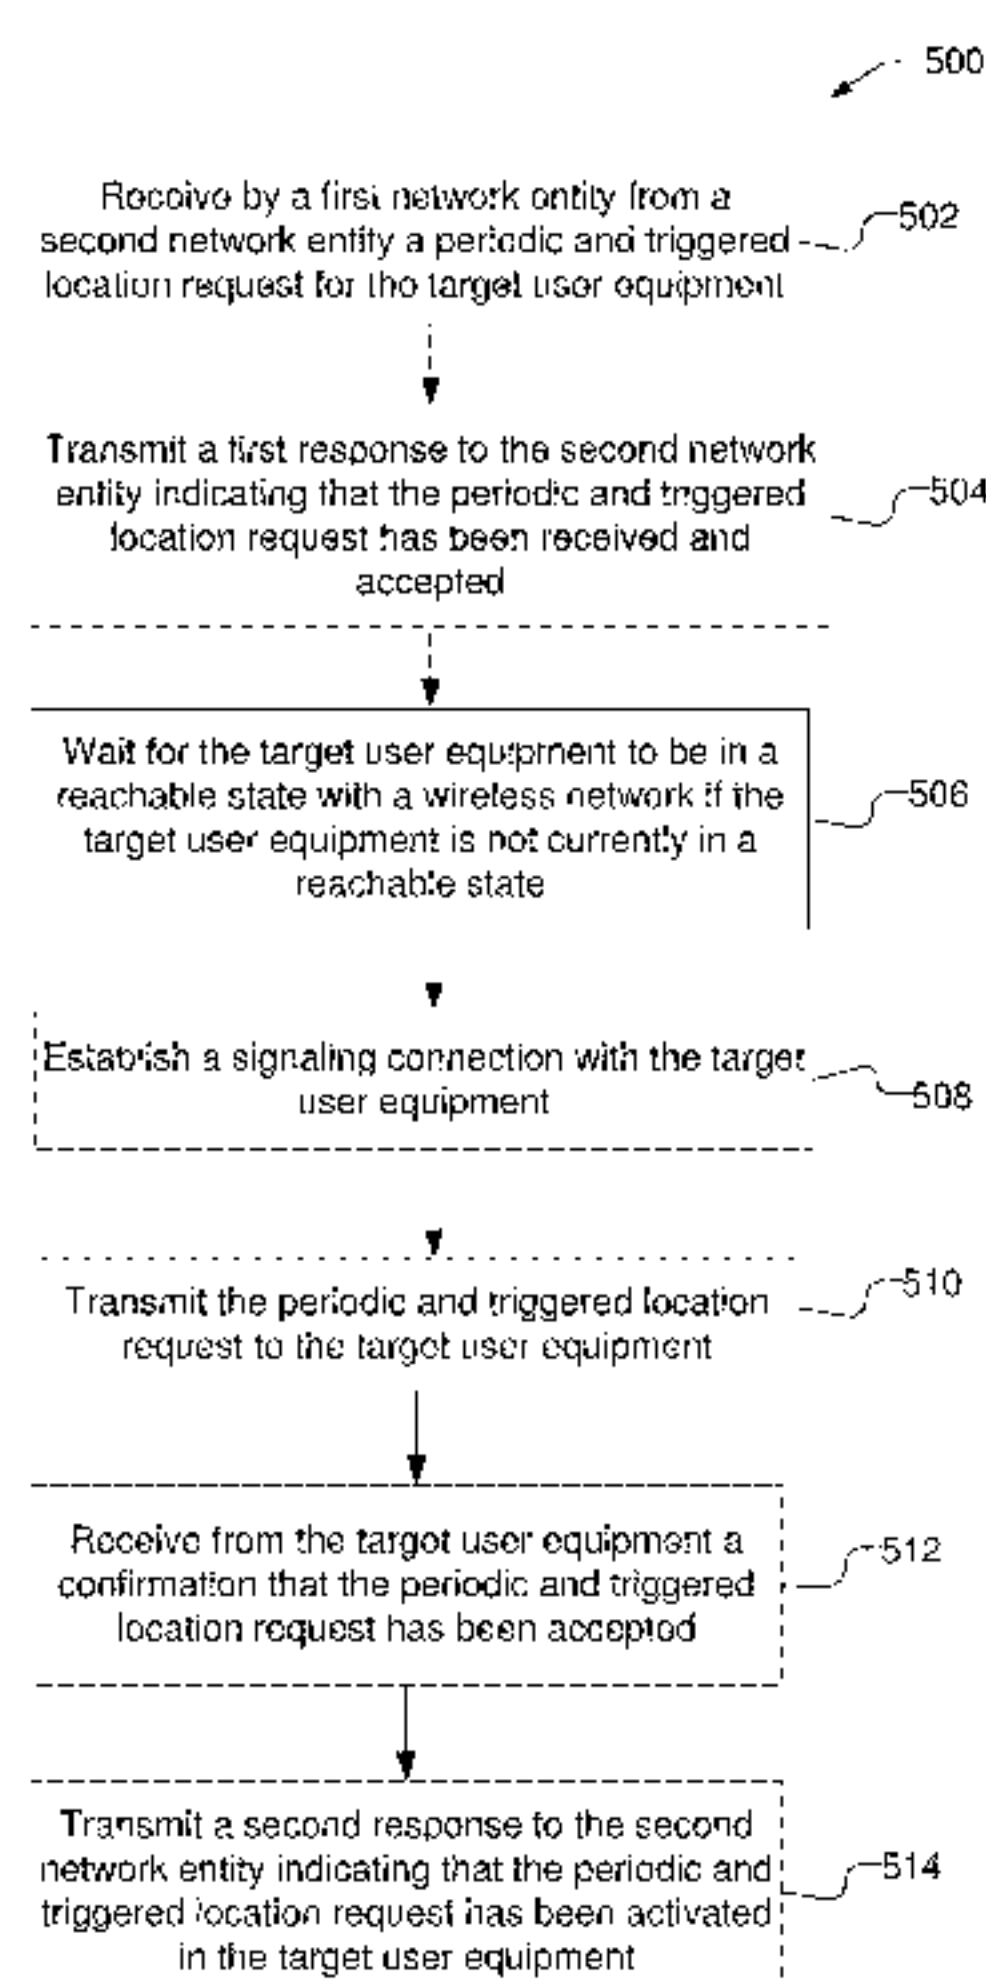 500
Receive by a first network entity from a
second network entity a periodic and triggered
location request for the target user equipment
502
Transmit a first response to the second network
entity indicating that the periodic and triggered
location request has been received and
accepted
504
Wait for the target user equipment to be in a
reachable state with a wireless network if the
target user equipment is not currently in a
reachable state
506
Establish a signaling connection with the target
user equipment
508
Transmit the periodic and triggered location
request to the target user equipment
510
Receive from the target user equipment a
confirmation that the periodic and triggered
location request has been accepted
512
Transmit a second response to the second
network entity indicating that the periodic and
triggered location request has been activated
in the target user equipment
514